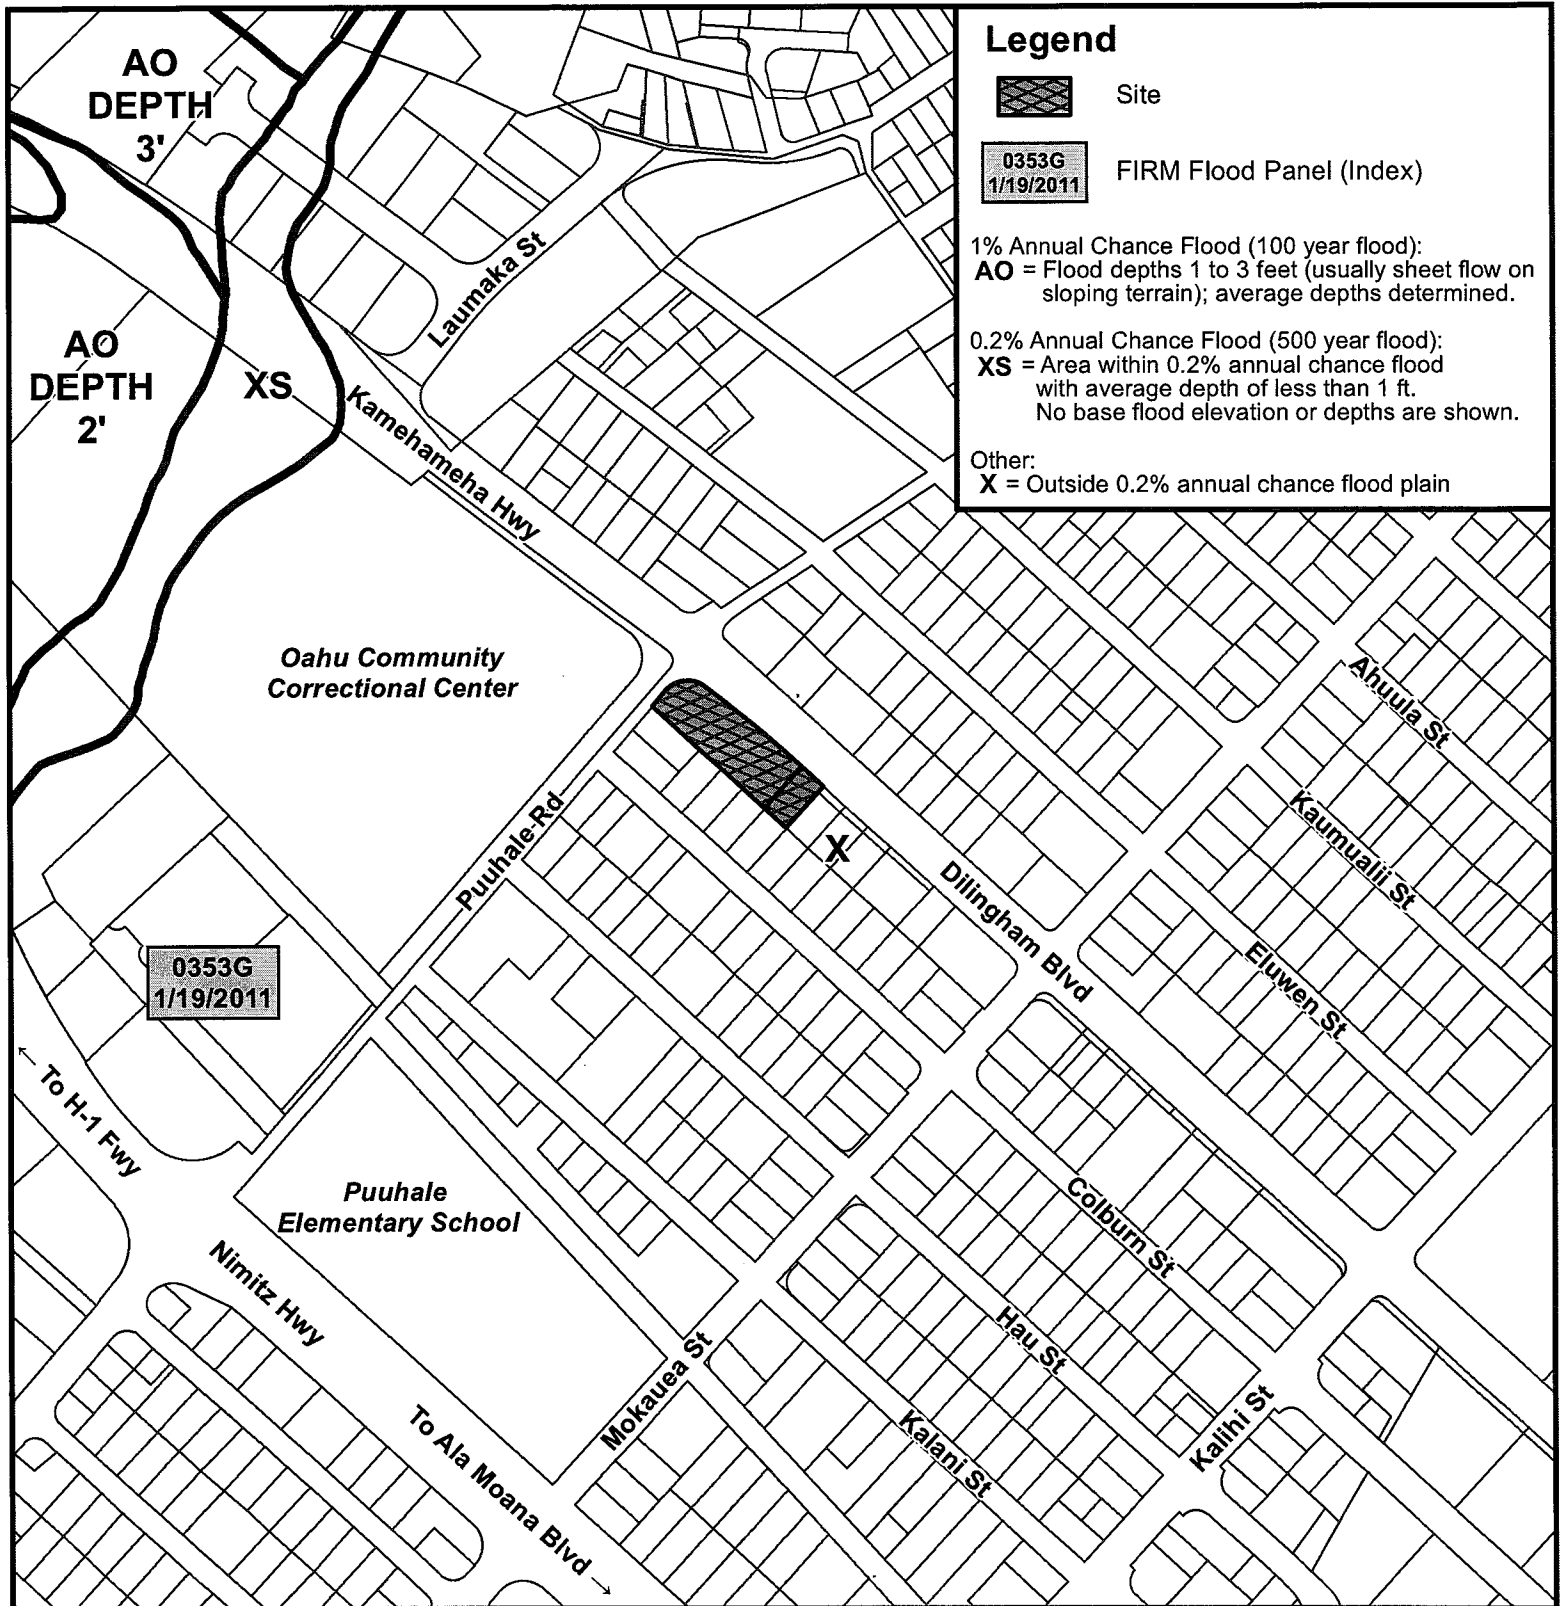 Legend
Site
0353G
1/19/2011
FIRM Flood Panel (Index)
1% Annual Chance Flood (100 year flood):
AO = Flood depths 1 to 3 feet (usually sheet flow on
sloping terrain); average depths determined.
0.2% Annual Chance Flood (500 year flood):
XS = Area within 0.2% annual chance flood
with average depth of less than 1 ft.
No base flood elevation or depths are shown.
Other:
X = Outside 0.2% annual chance flood plain
AO
DEPTH
3'
Laumaka St
AO
DEPTH
2'
XS
Kamehameha Hwy
Oahu Community
Correctional Center
Ahuula St
Puuhale Rd
X
Kaumualii St
Dilingham Blvd
Eluwen St
0353G
1/19/2011
← To H-1 Fwy
Puuhale
Elementary School
Colburn St
Nimitz Hwy
Hau St
Mokauea St
Kalihi St
Kalani St
To Ala Moana Blvd →